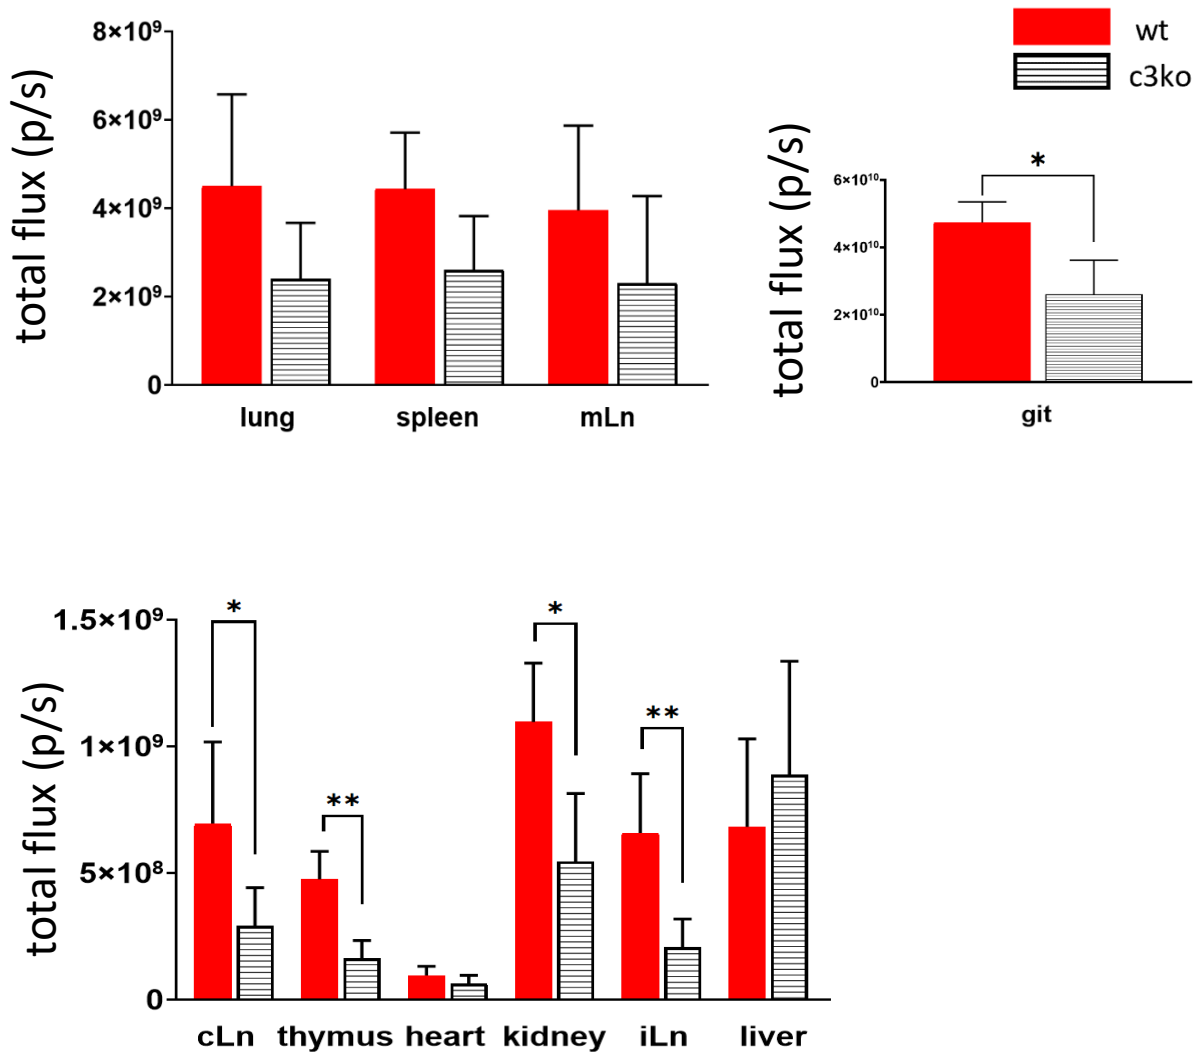 wt
c3ko
total flux (p/s)
8×10⁹
6×10⁹
4×10⁹
2×10⁹
0
lung spleen mLn
total flux (p/s)
*
6×10¹⁰
4×10¹⁰
2×10¹⁰
0
git
total flux (p/s)
1.5×10⁹
1×10⁹
5×10⁸
0
* ** * **
cLn thymus heart kidney iLn liver